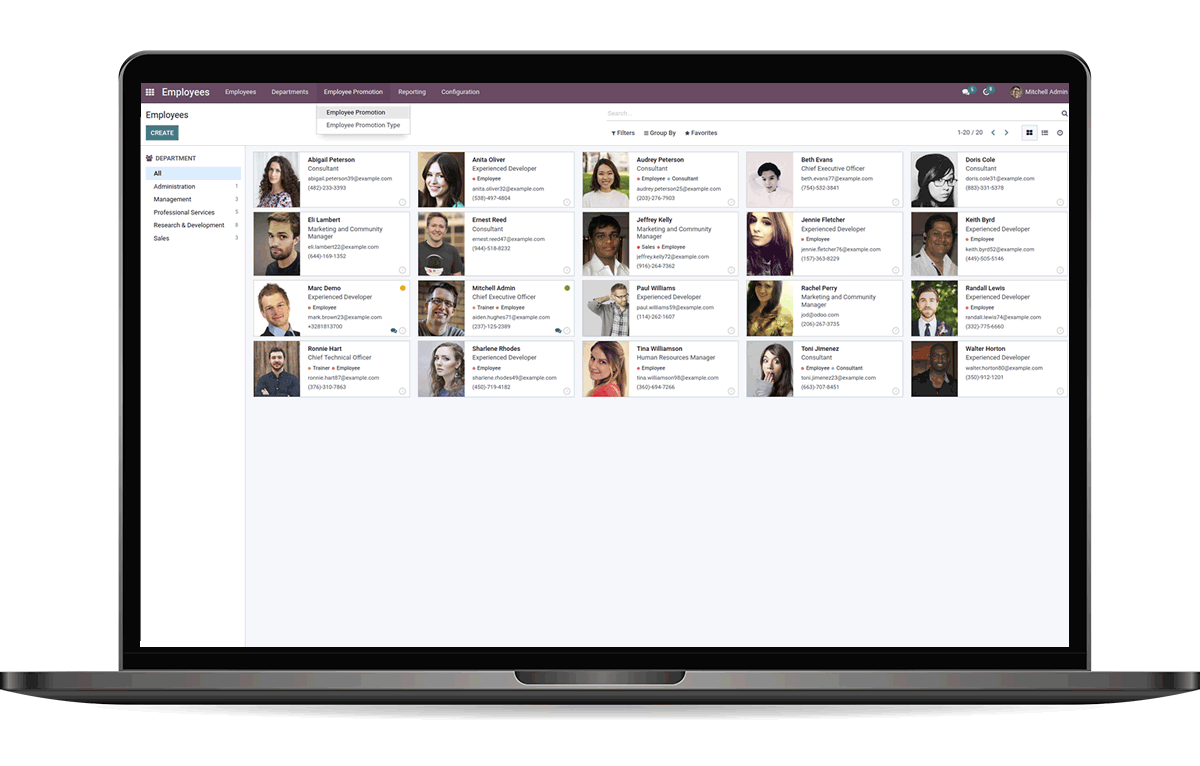 Employees Employees Departments Employee Promotion Reporting Configuration 5 8 Mitchell Admin
Employees
Employee Promotion
Employee Promotion Type
Search...
CREATE
Filters Group By Favorites
1-20 / 20
DEPARTMENT
All
Administration 1
Management 3
Professional Services 5
Research & Development 8
Sales 3
Abigail Peterson
Consultant
abigail.peterson39@example.com
(482)-233-3393
Anita Oliver
Experienced Developer
Employee
anita.oliver32@example.com
(538)-497-4804
Audrey Peterson
Consultant
Employee Consultant
audrey.peterson25@example.com
(203)-276-7903
Beth Evans
Chief Executive Officer
beth.evans77@example.com
(754)-532-3841
Doris Cole
doris.cole31@example.com
(883)-331-5378
Eli Lambert
Marketing and Community
Manager
eli.lambert22@example.com
(644)-169-1352
Ernest Reed
Consultant
ernest.reed47@example.com
(944)-518-8232
Jeffrey Kelly
Marketing and Community
Manager
Sales Employee
jeffrey.kelly72@example.com
(916)-264-7362
Jennie Fletcher
Experienced Developer
Employee
jennie.fletcher76@example.com
(157)-363-8229
Keith Byrd
Experienced Developer
Employee
keith.byrd52@example.com
(449)-505-5146
Marc Demo
Experienced Developer
Employee
mark.brown23@example.com
+3281813700
Mitchell Admin
Chief Executive Officer
Trainer Employee
aiden.hughes71@example.com
(237)-125-2389
Paul Williams
Experienced Developer
paul.williams59@example.com
(114)-262-1607
Rachel Perry
Marketing and Community
Manager
jod@odoo.com
(206)-267-3735
Randall Lewis
Experienced Developer
Employee
randall.lewis74@example.com
(332)-775-6660
Ronnie Hart
Chief Technical Officer
Trainer Employee
ronnie.hart87@example.com
(376)-310-7863
Sharlene Rhodes
Experienced Developer
Employee
sharlene.rhodes49@example.com
(450)-719-4182
Tina Williamson
Human Resources Manager
Employee
tina.williamson98@example.com
(360)-694-7266
Toni Jimenez
Consultant
Employee Consultant
toni.jimenez23@example.com
(663)-707-8451
Walter Horton
Experienced Developer
walter.horton80@example.com
(350)-912-1201